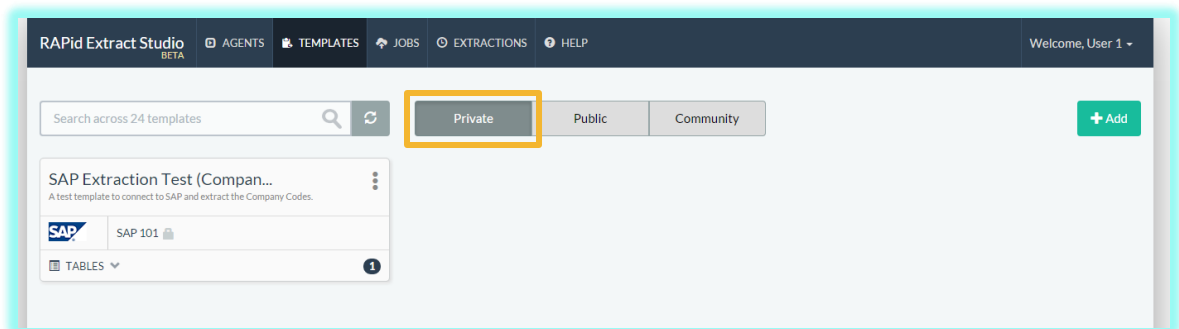 RAPid Extract Studio
BETA
AGENTS
TEMPLATES
JOBS
EXTRACTIONS
HELP
Welcome, User 1
Search across 24 templates
Private
Public
Community
Add
SAP Extraction Test (Compan...
A test template to connect to SAP and extract the Company Codes.
SAP
SAP 101
TABLES
1